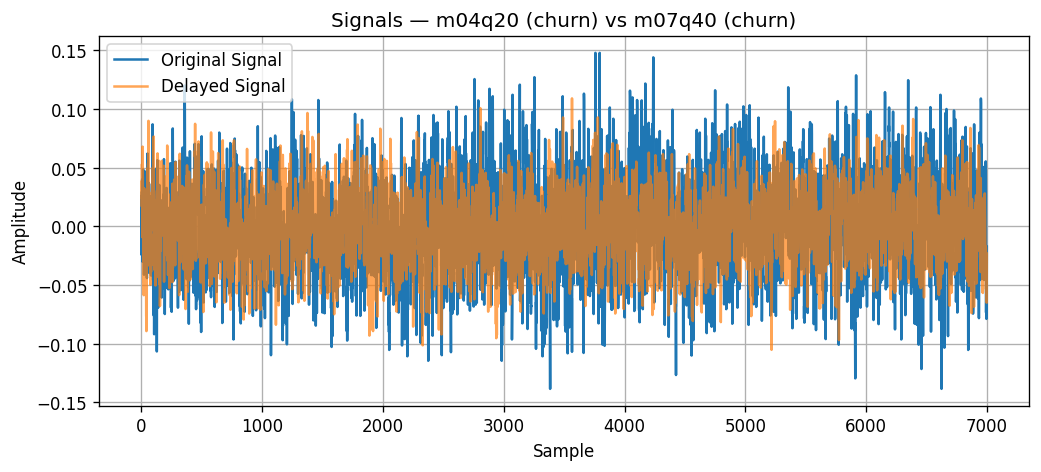 Signals — m04q20 (churn) vs m07q40 (churn)
Original Signal
Delayed Signal
0.15
0.10
0.05
0.00
−0.05
−0.10
−0.15
Amplitude
0 1000 2000 3000 4000 5000 6000 7000
Sample